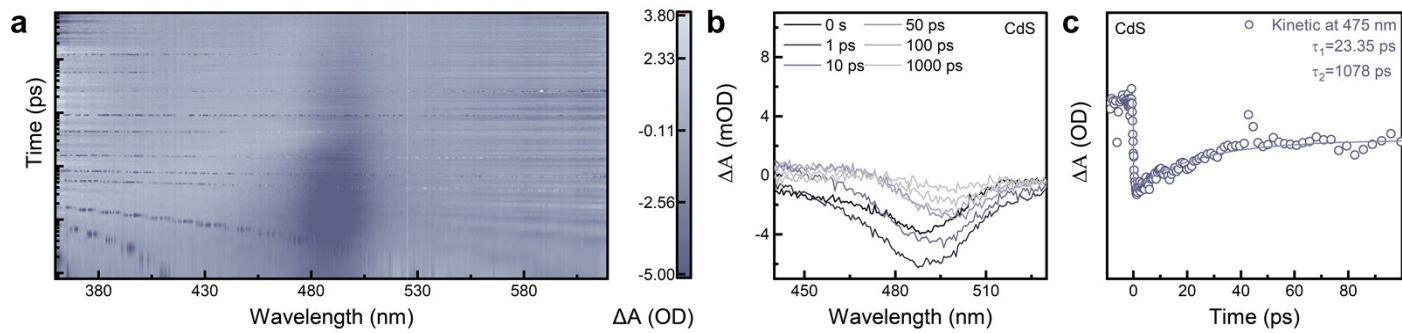 a
Time (ps)
380
430
480
530
580
Wavelength (nm)
3.80
2.33
-0.11
-2.56
-5.00
ΔA (OD)
b
0 s
1 ps
10 ps
50 ps
100 ps
1000 ps
CdS
ΔA (mOD)
8
4
0
-4
450
480
510
Wavelength (nm)
c
CdS
Kinetic at 475 nm
τ1=23.35 ps
τ2=1078 ps
ΔA (OD)
0
20
40
60
80
Time (ps)